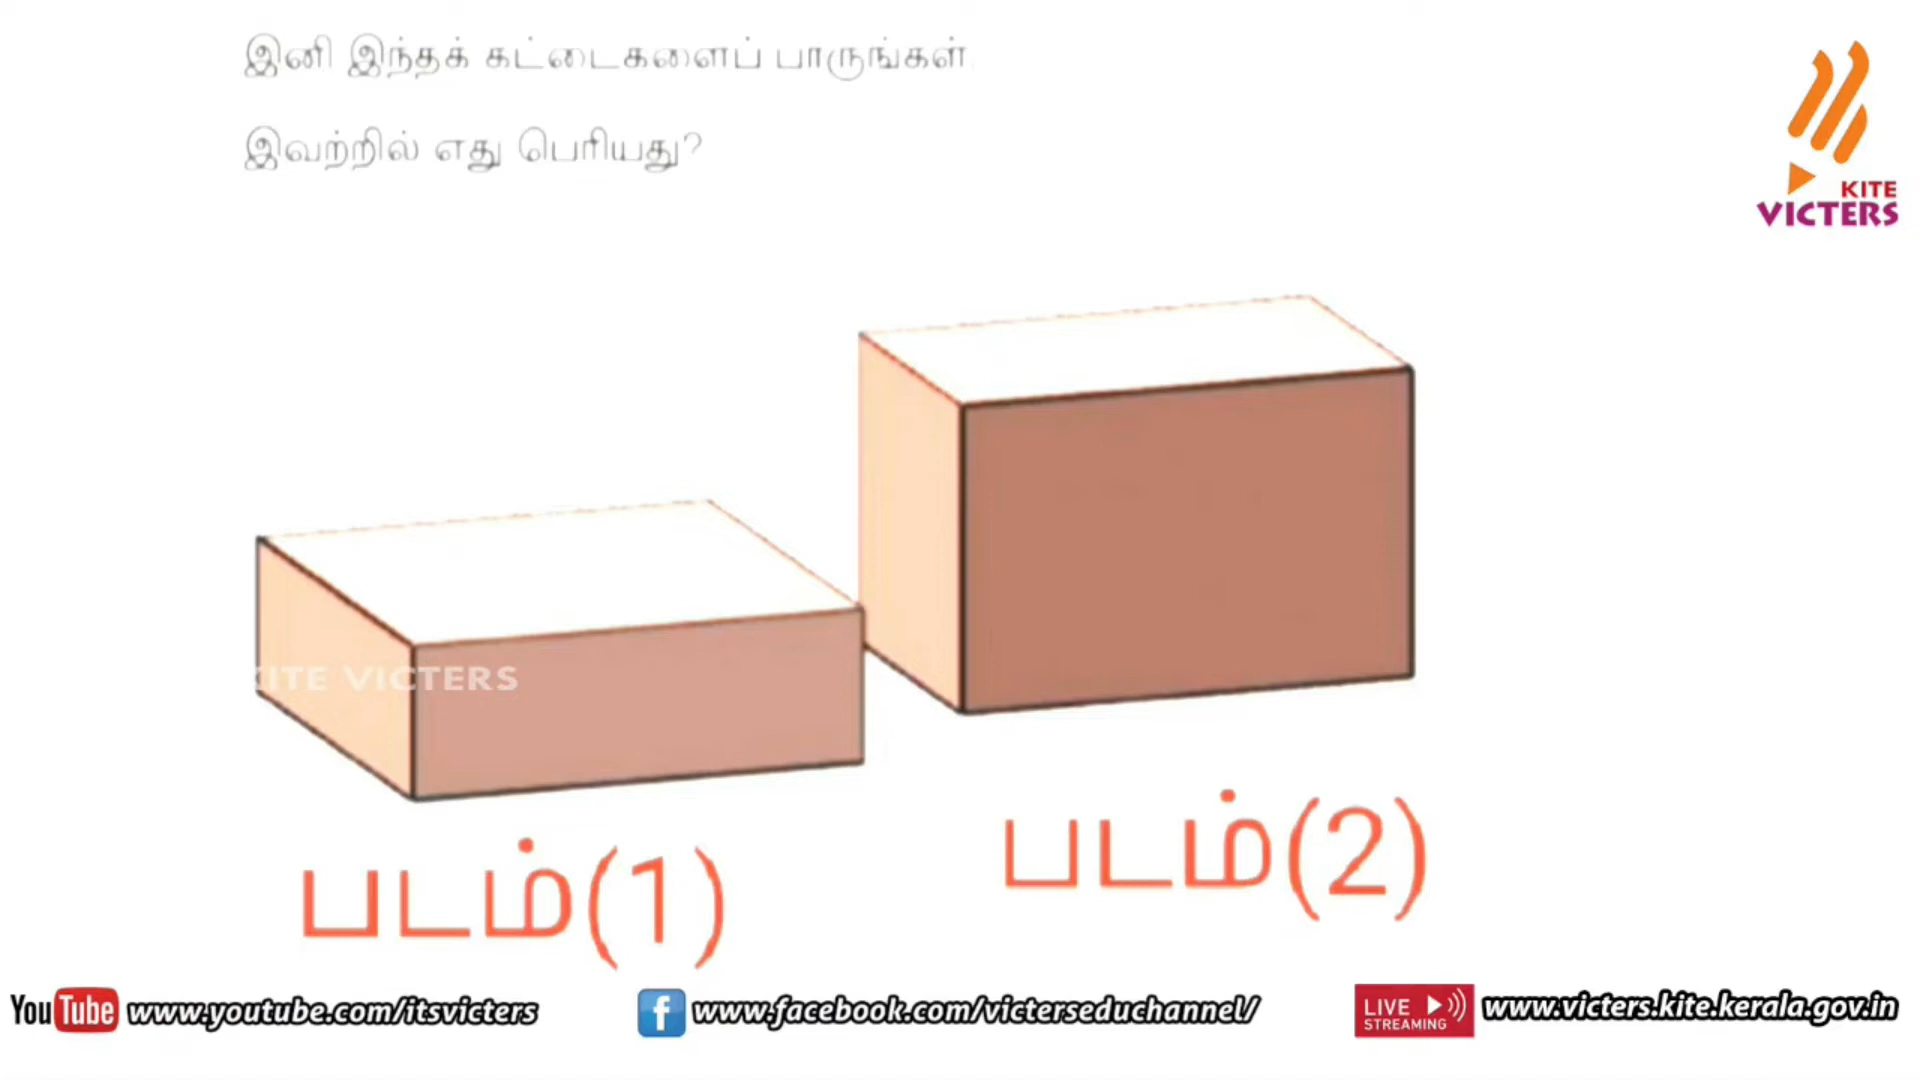 இனி இந்தக் கட்டைகளைப் பாருங்கள்.
இவற்றில் எது பெரியது?
KITE
VICTERS
KITE VICTERS
படம்(1)
படம்(2)
YouTube www.youtube.com/itsvicters
f www.facebook.com/victerseduchannel/
LIVE STREAMING www.victers.kite.kerala.gov.in